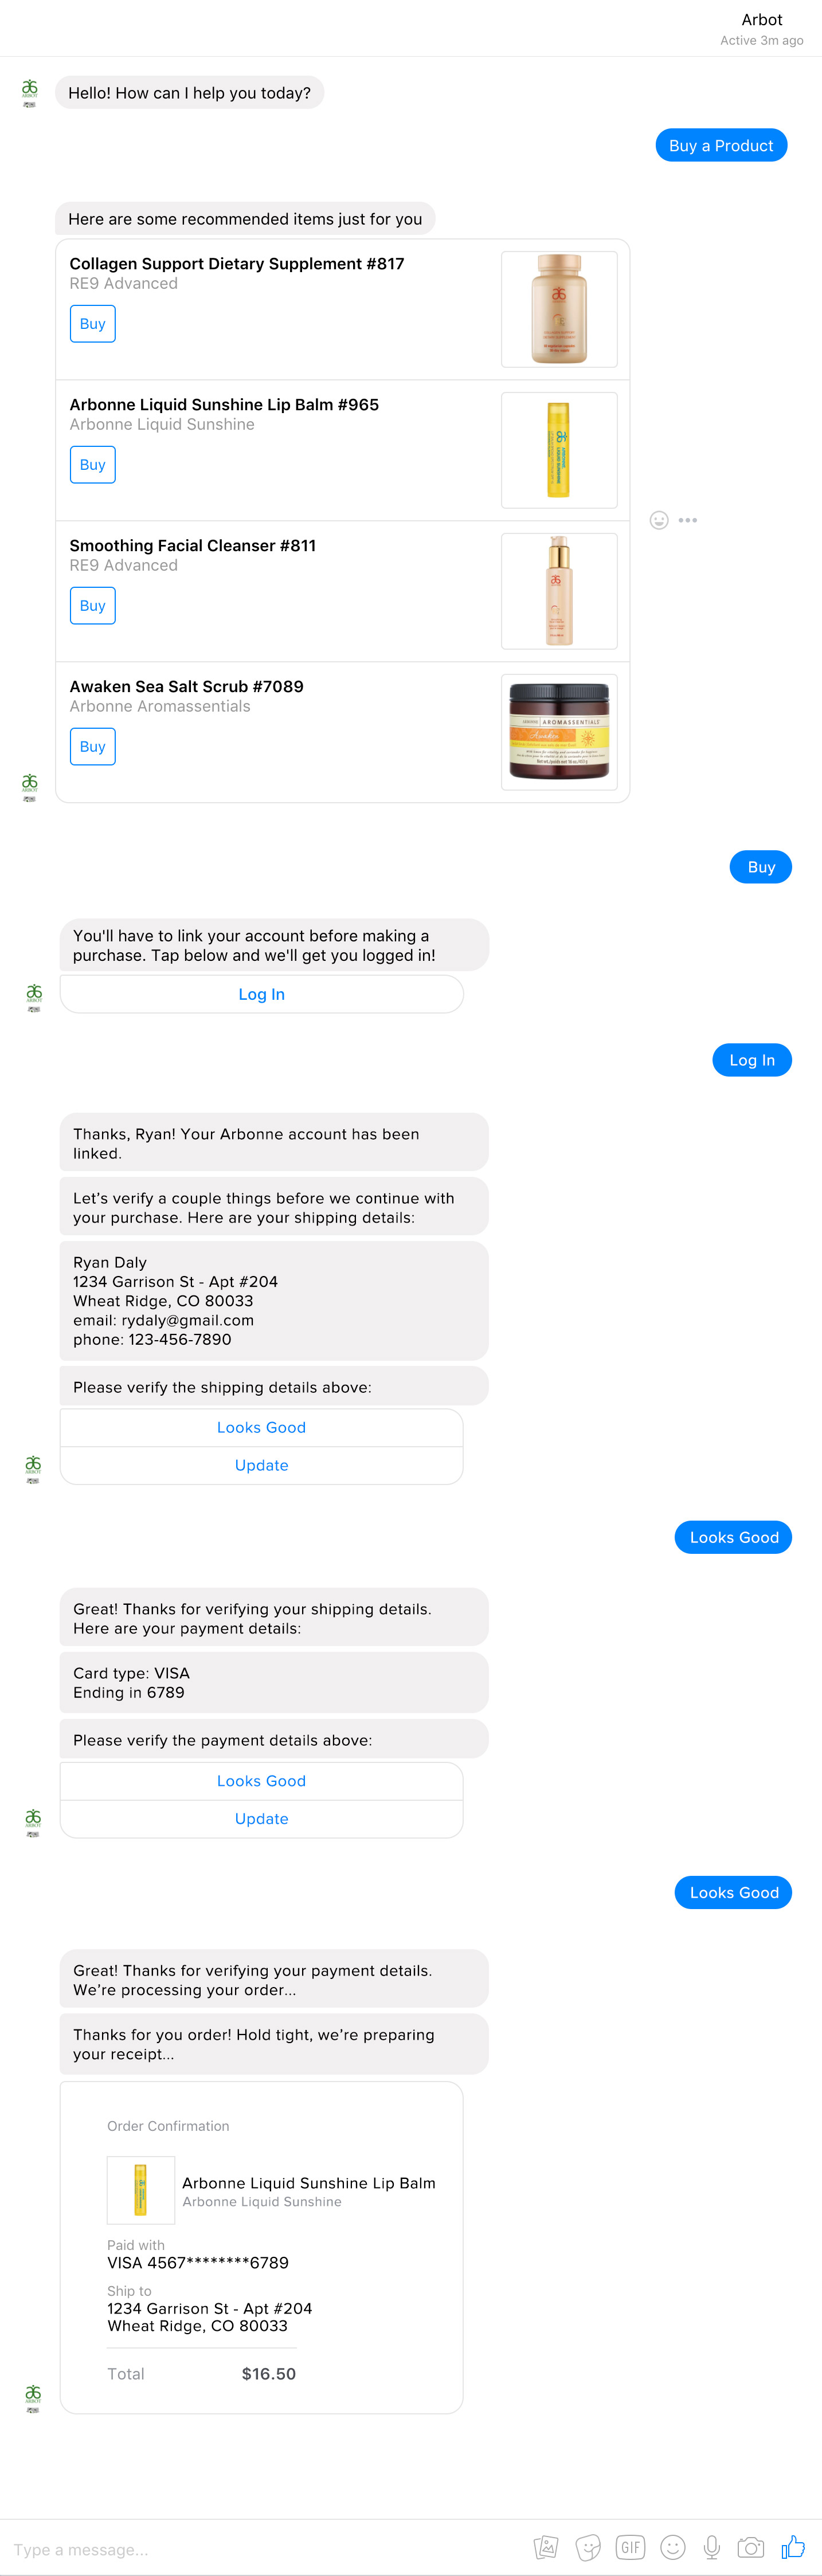 Arbot
Active 3m ago
Hello! How can I help you today?
Buy a Product
Here are some recommended items just for you
Collagen Support Dietary Supplement #817
RE9 Advanced
Buy
Arbonne Liquid Sunshine Lip Balm #965
Arbonne Liquid Sunshine
Buy
Smoothing Facial Cleanser #811
RE9 Advanced
Buy
Awaken Sea Salt Scrub #7089
Arbonne Aromassentials
Buy
AROMASSENTIALS
Awaken
ARBOT
Buy
You'll have to link your account before making a
purchase. Tap below and we'll get you logged in!
Log In
Log In
Thanks, Ryan! Your Arbonne account has been
linked.
Let's verify a couple things before we continue with
your purchase. Here are your shipping details:
Ryan Daly
1234 Garrison St - Apt #204
Wheat Ridge, CO 80033
email: rydaly@gmail.com
phone: 123-456-7890
Please verify the shipping details above:
Looks Good
Update
Looks Good
Great! Thanks for verifying your shipping details.
Here are your payment details:
Card type: VISA
Ending in 6789
Please verify the payment details above:
Looks Good
Update
Looks Good
Great! Thanks for verifying your payment details.
We're processing your order...
Thanks for you order! Hold tight, we're preparing
your receipt...
Order Confirmation
Arbonne Liquid Sunshine Lip Balm
Arbonne Liquid Sunshine
Paid with
VISA 4567********6789
Ship to
1234 Garrison St - Apt #204
Wheat Ridge, CO 80033
Total $16.50
Type a message...
GIF